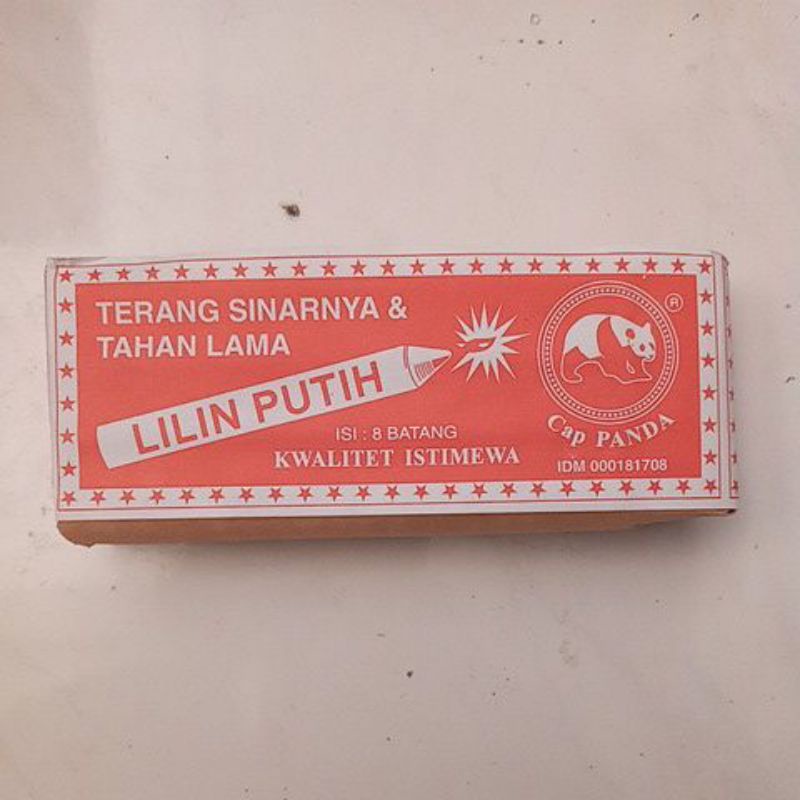 TERANG SINARNYA &
TAHAN LAMA
LILIN PUTIH
ISI : 8 BATANG
KWALITET ISTIMEWA
®
Cap PANDA
IDM 000181708